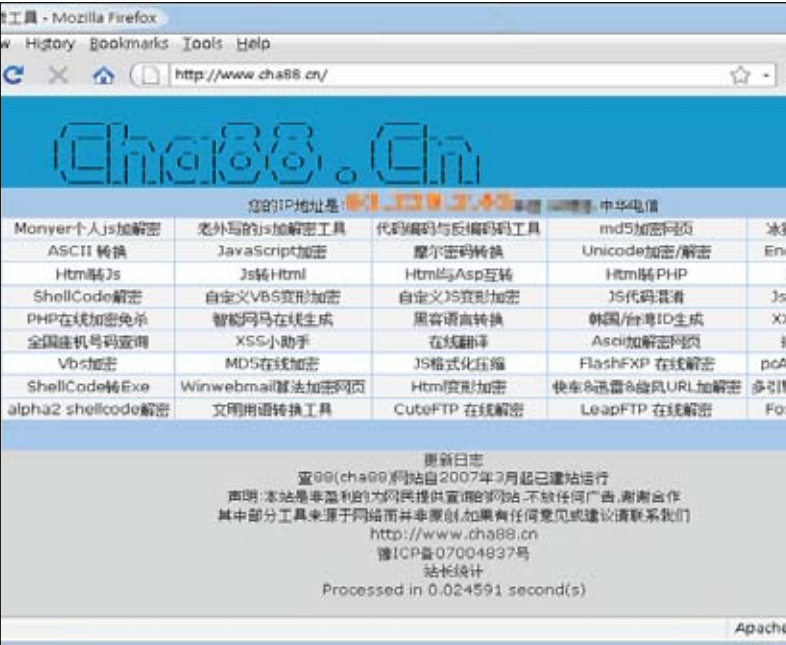 工具 - Mozilla Firefox
History Bookmarks Tools Help
http://www.cha88.cn/
Cha88.Cn
您的IP地址是: 中华电信
Monyer个人js加解密 老外写的js加解密工具 代码编码与反编码码工具 md5加密网页
ASCII 转换 JavaScript加密 摩尔密码转换 Unicode加密/解密
Html转Js Js转Html Html与Asp互转 Html转PHP
ShellCode解密 自定义VBS变形加密 自定义JS变形加密 JS代码混淆
PHP在线加密免杀 智能网马在线生成 黑客语言转换 韩国/台湾ID生成
全国座机号码查询 XSS小助手 在线翻译 Ascii加解密网页
Vbs加密 MD5在线加密 JS格式化压缩 FlashFXP 在线解密
ShellCode转Exe Winwebmail算法加密网页 Html变形加密 快车&迅雷&旋风URL加解密 多引
alpha2 shellcode解密 文明用语转换工具 CuteFTP 在线解密 LeapFTP 在线解密
更新日志
查88(cha88)网站自2007年3月起已建站运行
声明:本站是非盈利的为网民提供查询的网站,不放任何广告,谢谢合作
其中部分工具来源于网络而并非原创,如果有任何意见或建议请联系我们
http://www.cha88.cn
豫ICP备07004837号
站长统计
Processed in 0.024591 second(s)
Apache